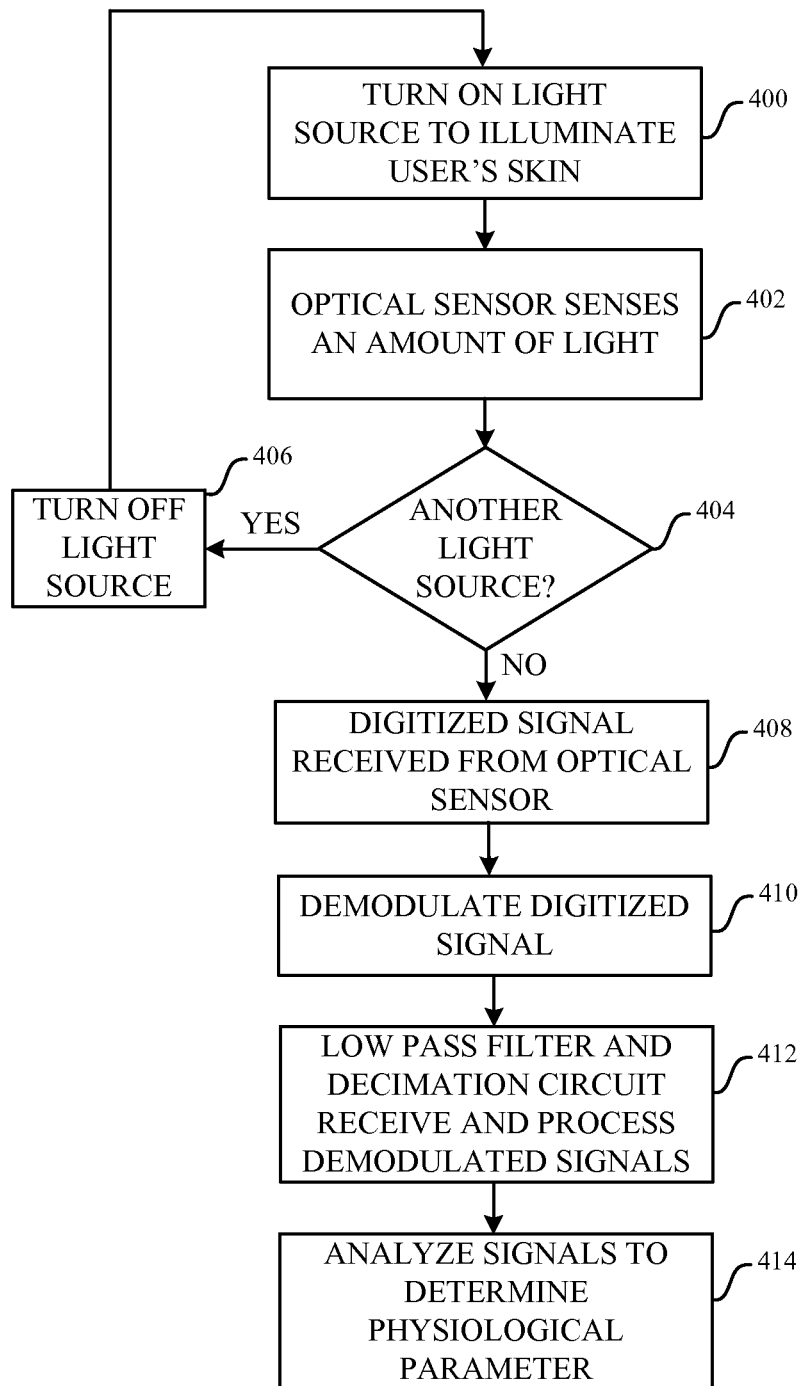 TURN ON LIGHT
SOURCE TO ILLUMINATE
USER'S SKIN
400
OPTICAL SENSOR SENSES
AN AMOUNT OF LIGHT
402
406
TURN OFF
LIGHT
SOURCE
YES
ANOTHER
LIGHT
SOURCE?
404
NO
DIGITIZED SIGNAL
RECEIVED FROM OPTICAL
SENSOR
408
DEMODULATE DIGITIZED
SIGNAL
410
LOW PASS FILTER AND
DECIMATION CIRCUIT
RECEIVE AND PROCESS
DEMODULATED SIGNALS
412
ANALYZE SIGNALS TO
DETERMINE
PHYSIOLOGICAL
PARAMETER
414